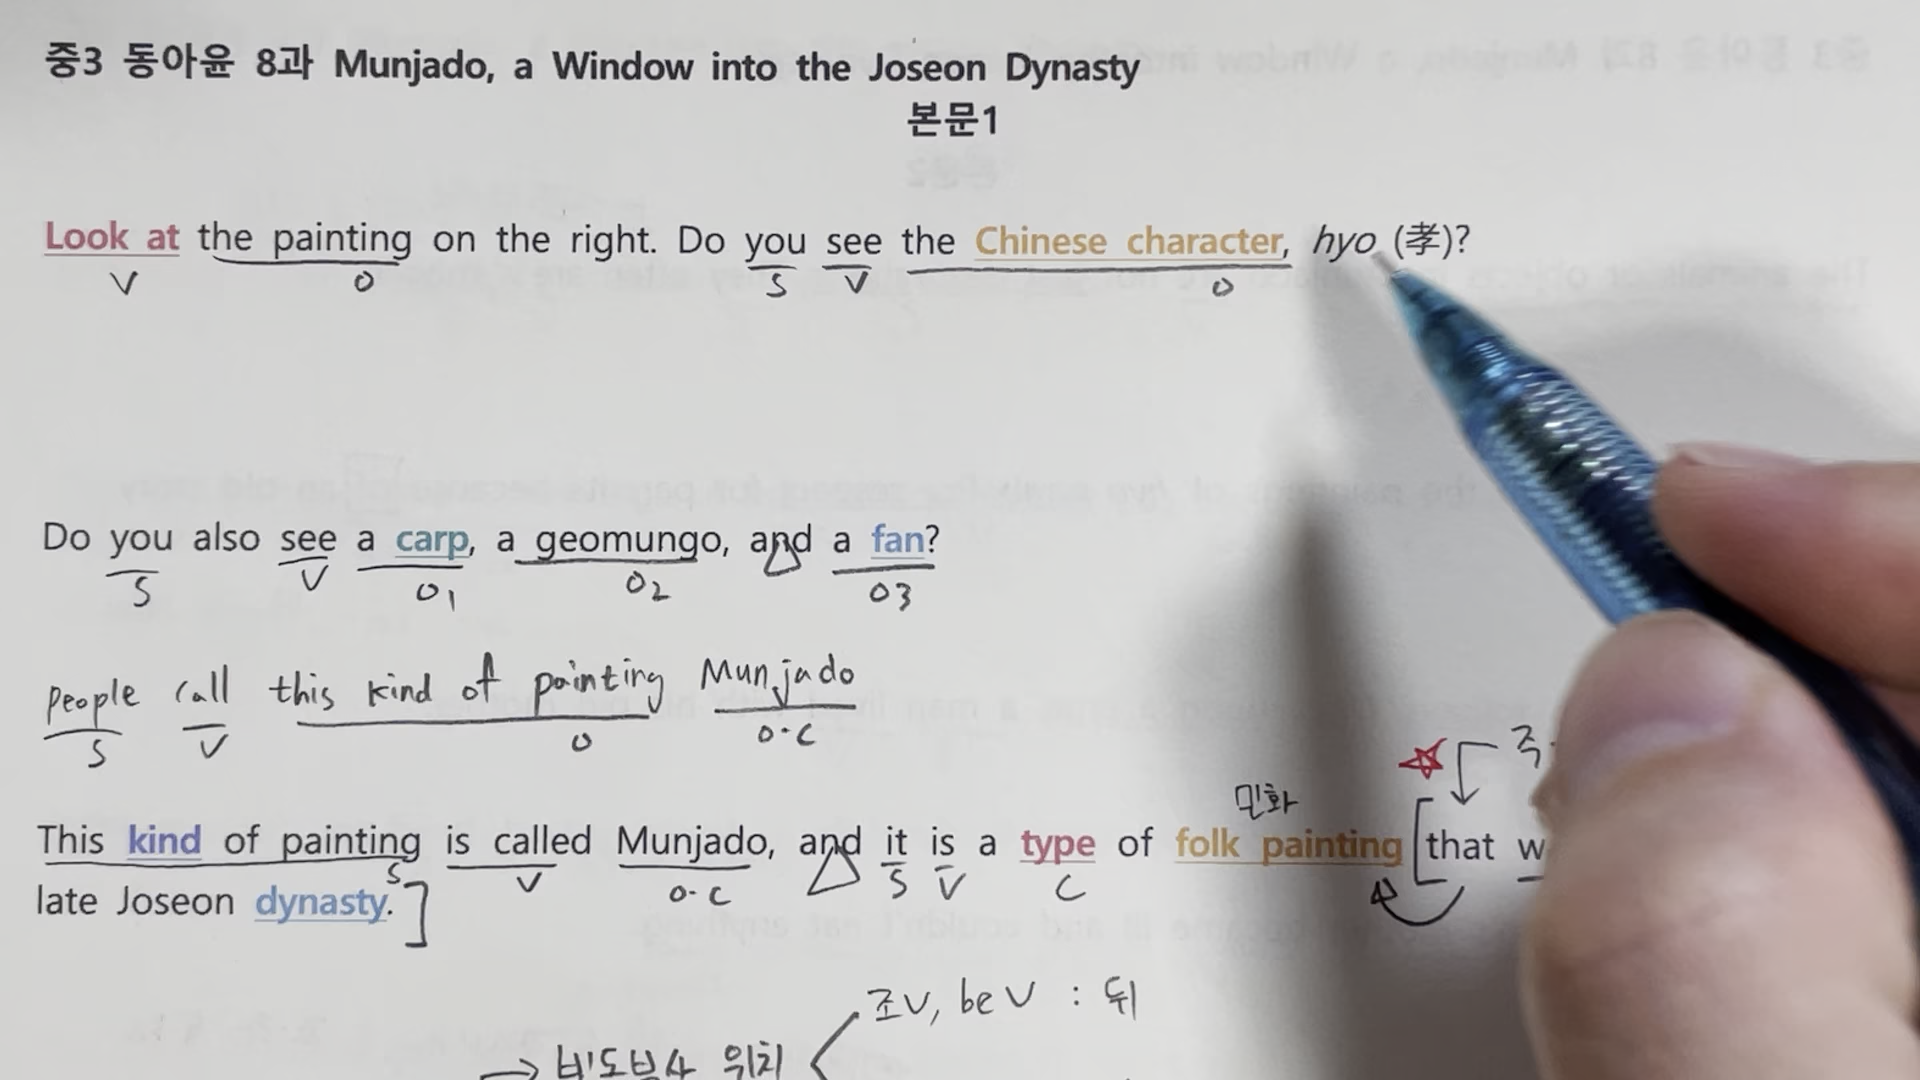 중3 동아윤 8과 Munjado, a Window into the Joseon Dynasty
본문1
Look at the painting on the right. Do you see the Chinese character, hyo (孝)?
V O S V O
Do you also see a carp, a geomungo, and a fan?
S V O1 O2 O3
people call this kind of painting Munjado
S V O O·C
민화
This kind of painting is called Munjado, and it is a type of folk painting [that w
S V O·C S V C
late Joseon dynasty.]
조V, be V : 뒤
→ 빈도부사 위치